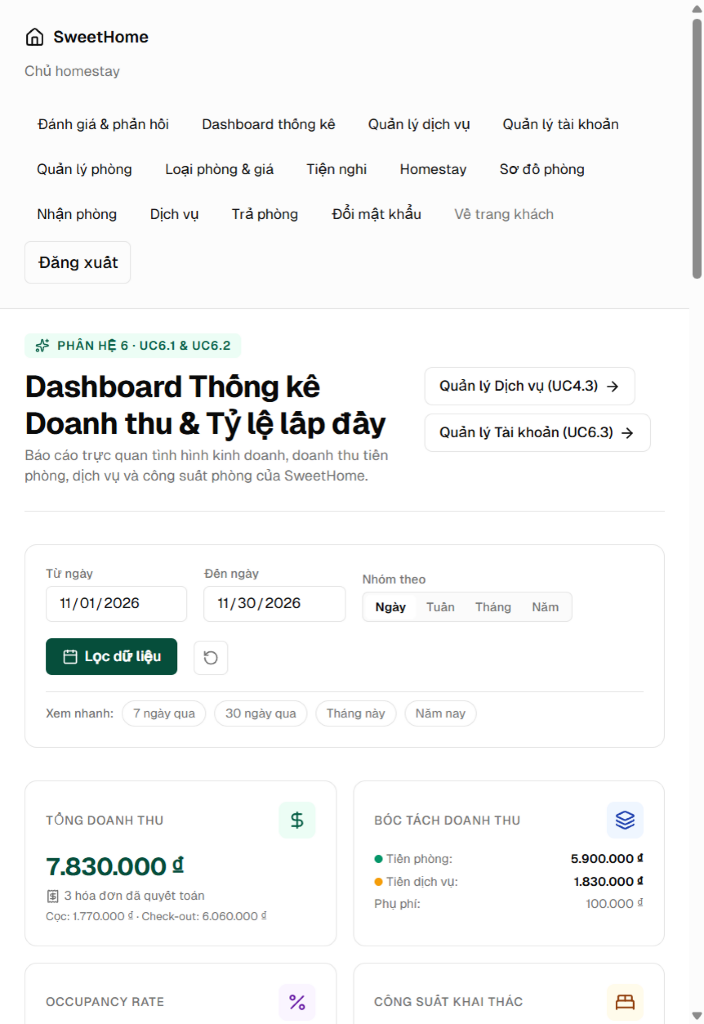 SweetHome
Chủ homestay
Đánh giá & phản hồi Dashboard thống kê Quản lý dịch vụ Quản lý tài khoản
Quản lý phòng Loại phòng & giá Tiện nghi Homestay Sơ đồ phòng
Nhận phòng Dịch vụ Trả phòng Đổi mật khẩu Về trang khách
Đăng xuất
PHÂN HỆ 6 · UC6.1 & UC6.2
Dashboard Thống kê
Doanh thu & Tỷ lệ lấp đầy
Báo cáo trực quan tình hình kinh doanh, doanh thu tiền
phòng, dịch vụ và công suất phòng của SweetHome.
Quản lý Dịch vụ (UC4.3) →
Quản lý Tài khoản (UC6.3) →
Từ ngày Đến ngày Nhóm theo
11/01/2026 11/30/2026 Ngày Tuần Tháng Năm
Lọc dữ liệu
Xem nhanh: 7 ngày qua 30 ngày qua Tháng này Năm nay
TỔNG DOANH THU
7.830.000 ₫
3 hóa đơn đã quyết toán
Cọc: 1.770.000 ₫ · Check-out: 6.060.000 ₫
BÓC TÁCH DOANH THU
Tiền phòng: 5.900.000 ₫
Tiền dịch vụ: 1.830.000 ₫
Phụ phí: 100.000 ₫
OCCUPANCY RATE
CÔNG SUẤT KHAI THÁC